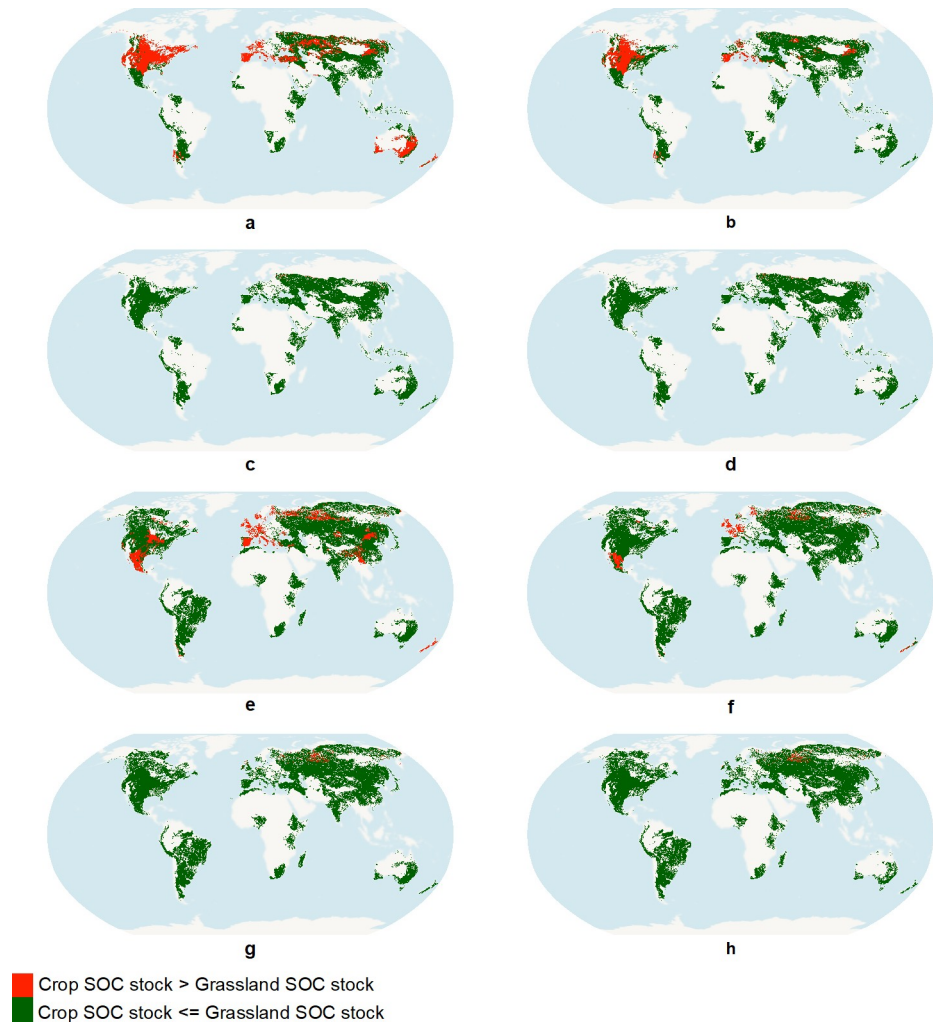 a
b
c
d
e
f
g
h
Crop SOC stock > Grassland SOC stock
Crop SOC stock <= Grassland SOC stock